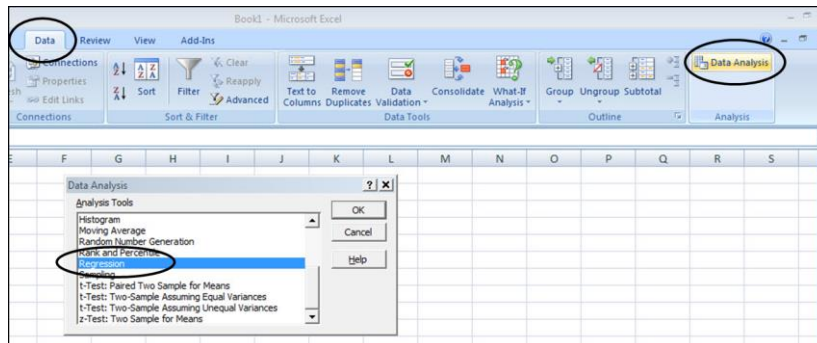 Book1 - Microsoft Excel
Data Review View Add-Ins
Connections
Properties
Edit Links
Connections
Sort
Filter
Clear
Reapply
Advanced
Sort & Filter
Text to Columns
Remove Duplicates
Data Validation
Consolidate
What-If Analysis
Data Tools
Group
Ungroup
Subtotal
Outline
Data Analysis
Analysis
F G H I J K L M N O P Q R S
Data Analysis
Analysis Tools
Histogram
Moving Average
Random Number Generation
Rank and Percentile
Regression
Sampling
t-Test: Paired Two Sample for Means
t-Test: Two-Sample Assuming Equal Variances
t-Test: Two-Sample Assuming Unequal Variances
z-Test: Two Sample for Means
OK
Cancel
Help